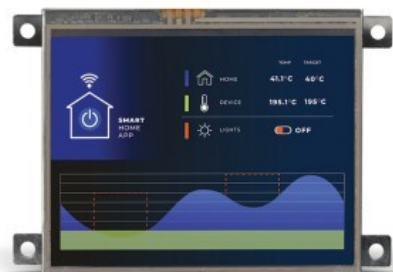 TEMP TARGET
HOME 41.1°C 40°C
DEVICE 195.1°C 195°C
SMART
HOME
APP
LIGHTS OFF